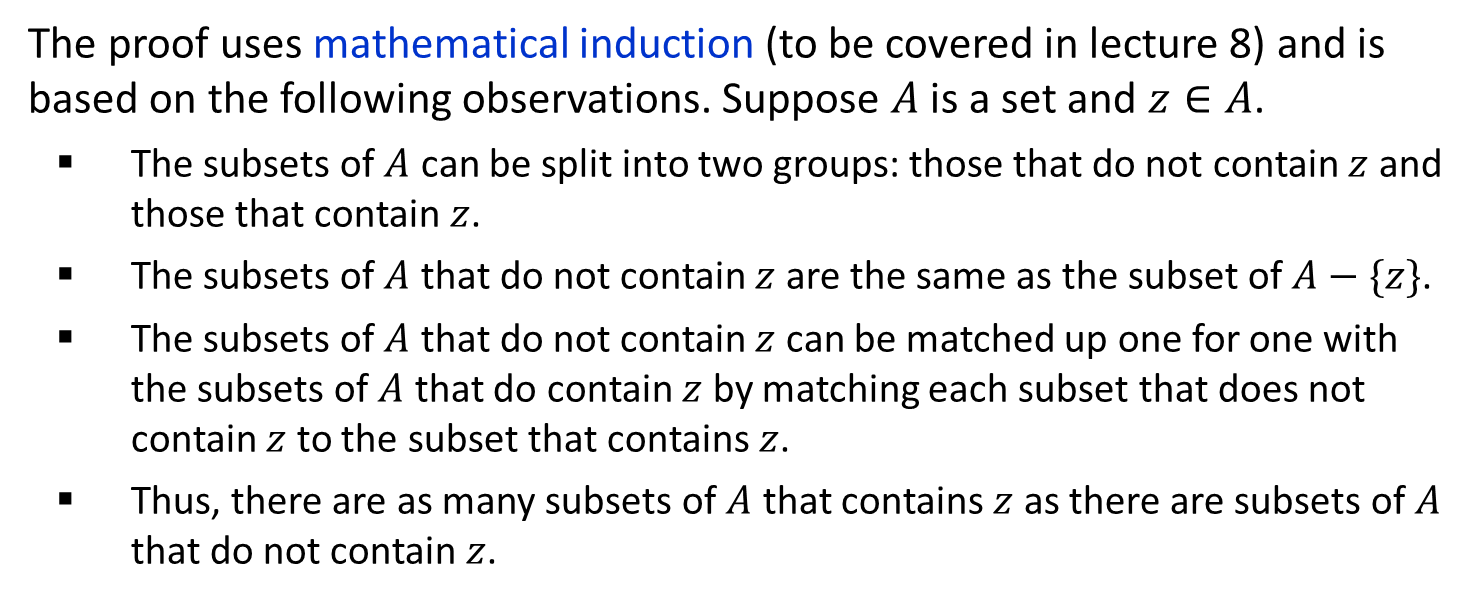 The proof uses mathematical induction (to be covered in lecture 8) and is
based on the following observations. Suppose A is a set and z ∈ A.
▪ The subsets of A can be split into two groups: those that do not contain z and
those that contain z.
▪ The subsets of A that do not contain z are the same as the subset of A − {z}.
▪ The subsets of A that do not contain z can be matched up one for one with
the subsets of A that do contain z by matching each subset that does not
contain z to the subset that contains z.
▪ Thus, there are as many subsets of A that contains z as there are subsets of A
that do not contain z.